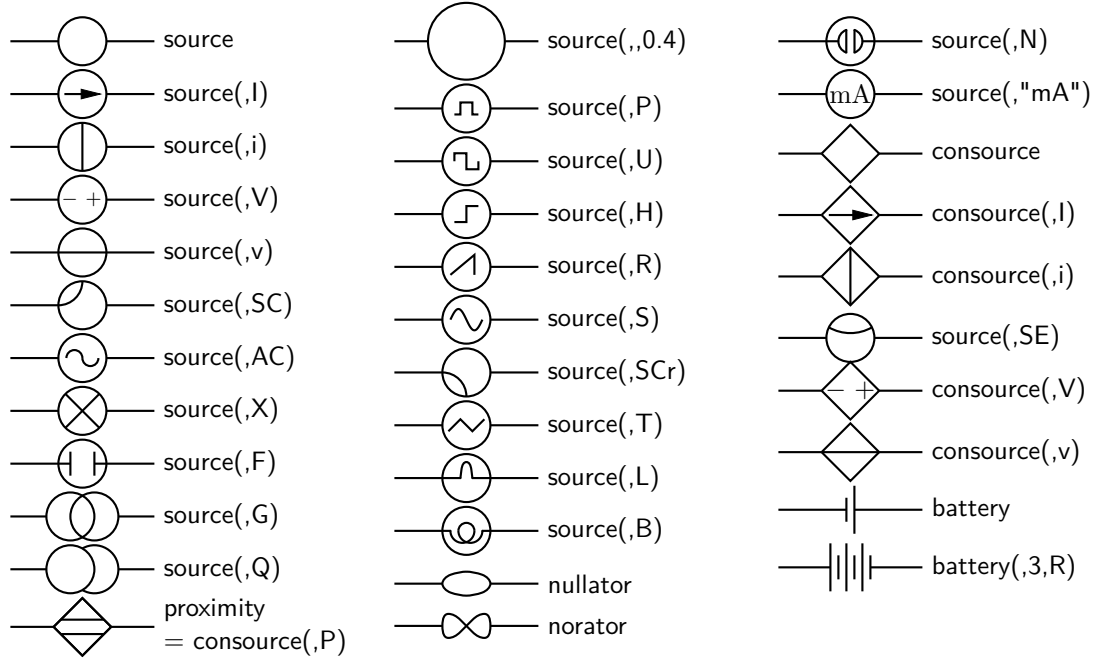 source
source(,I)
source(,i)
− +
source(,V)
source(,v)
source(,SC)
source(,AC)
source(,X)
source(,F)
source(,G)
source(,Q)
proximity
= consource(,P)
source(,,0.4)
source(,P)
source(,U)
source(,H)
source(,R)
source(,S)
source(,SCr)
source(,T)
source(,L)
source(,B)
nullator
norator
source(,N)
mA
source(,"mA")
consource
consource(,I)
consource(,i)
source(,SE)
− +
consource(,V)
consource(,v)
battery
battery(,3,R)